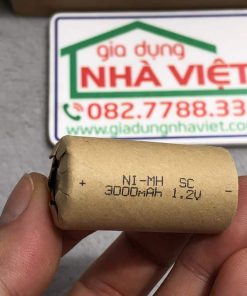 gia dụng
NHÀ VIỆT
082.7788.33
www.giadungnhaviet.com
+ NI-MH SC -
3000mAh 1.2V